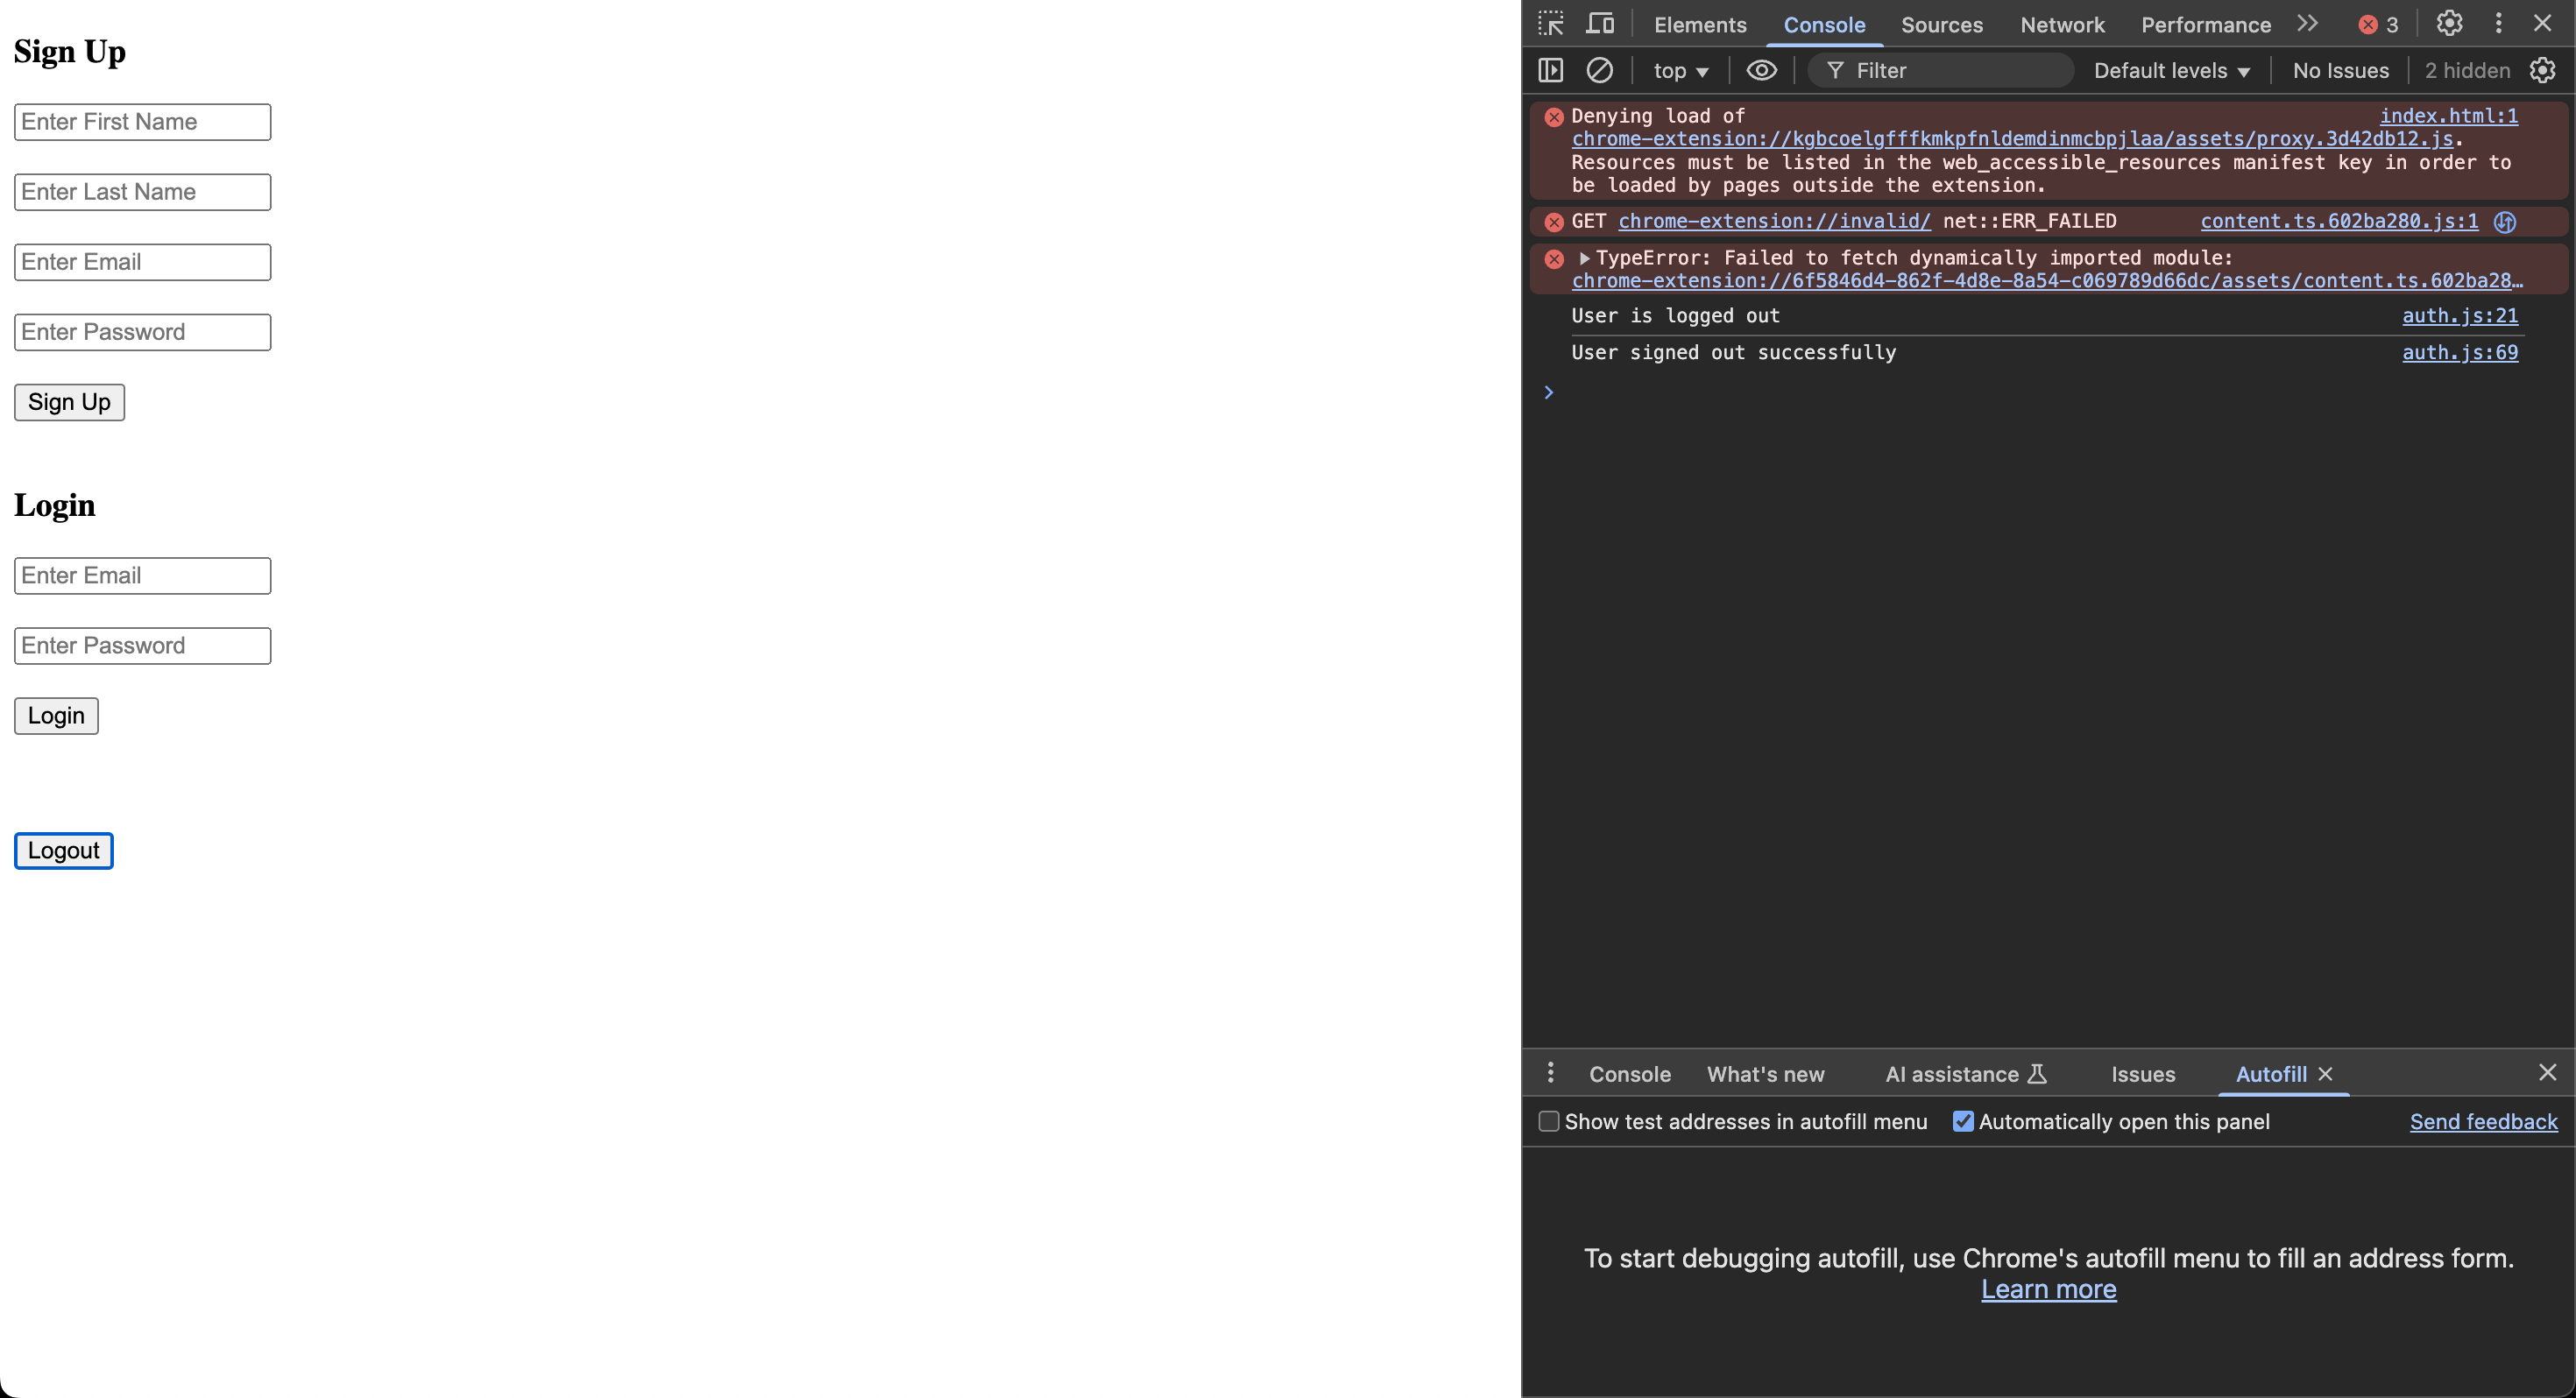 Sign Up
Enter First Name
Enter Last Name
Enter Email
Enter Password
Sign Up
Login
Enter Email
Enter Password
Login
Logout
Elements Console Sources Network Performance 3
top Filter Default levels No Issues 2 hidden
Denying load of index.html:1
chrome-extension://kgbcoelgfffkmkpfnldemdinmcbpjlaa/assets/proxy.3d42db12.js.
Resources must be listed in the web_accessible_resources manifest key in order to
be loaded by pages outside the extension.
GET chrome-extension://invalid/ net::ERR_FAILED content.ts.602ba280.js:1
TypeError: Failed to fetch dynamically imported module:
chrome-extension://6f5846d4-862f-4d8e-8a54-c069789d66dc/assets/content.ts.602ba28…
User is logged out auth.js:21
User signed out successfully auth.js:69
Console What's new AI assistance Issues Autofill
Show test addresses in autofill menu Automatically open this panel Send feedback
To start debugging autofill, use Chrome's autofill menu to fill an address form.
Learn more